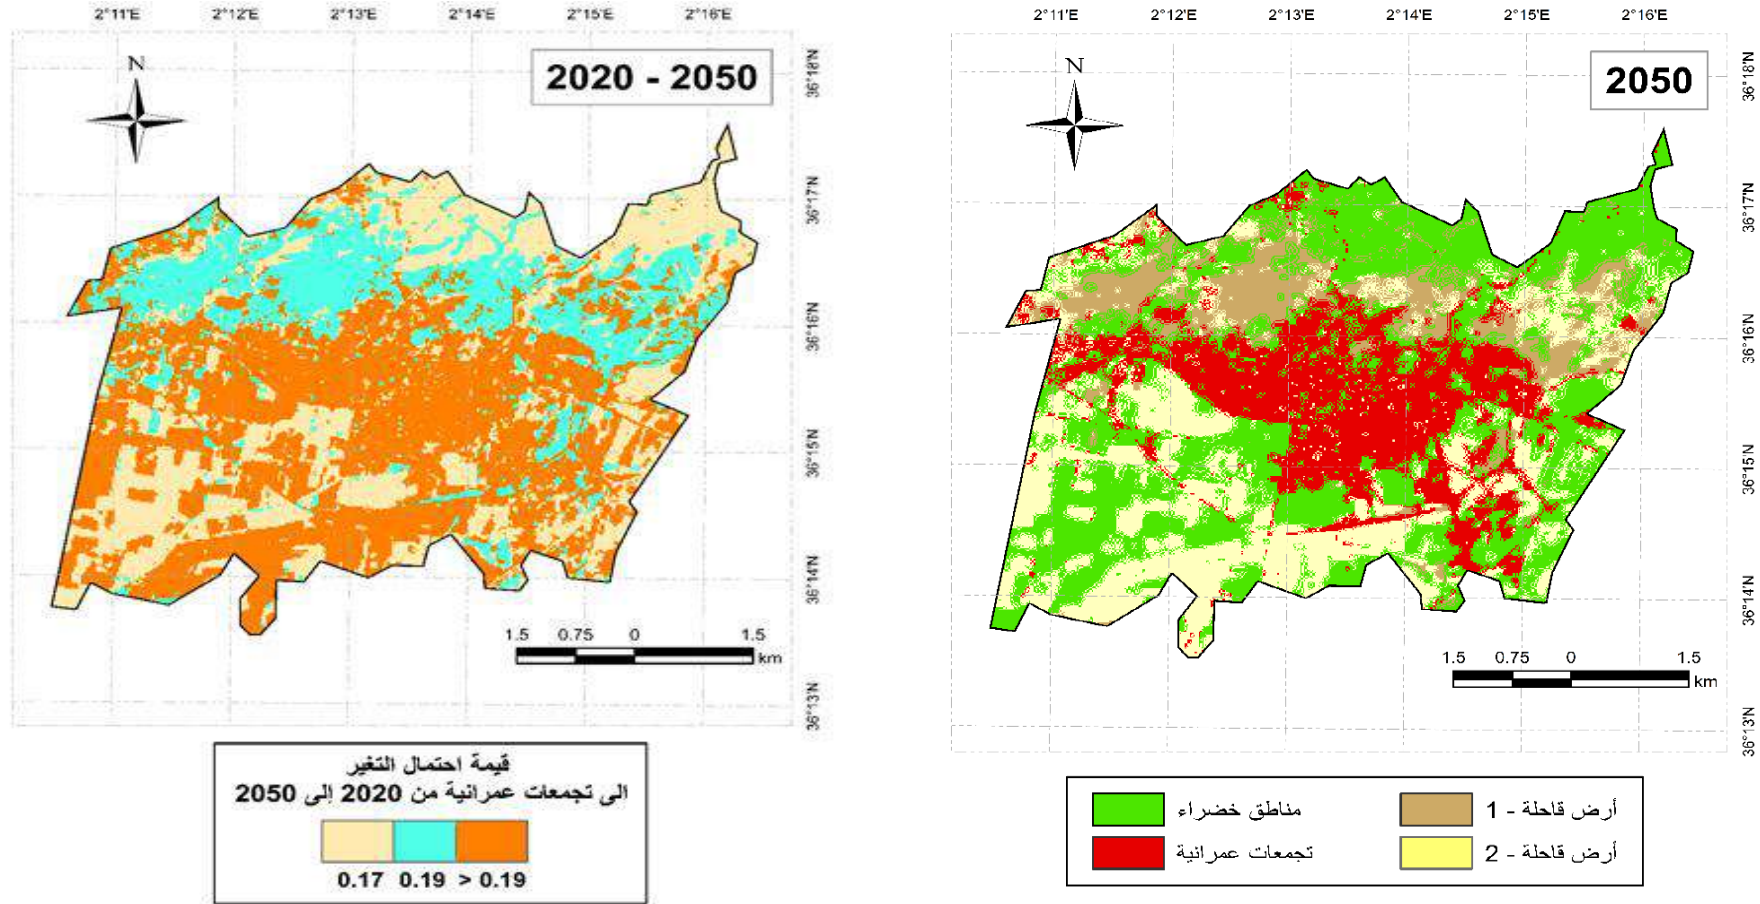 2°11'E 2°12'E 2°13'E 2°14'E 2°15'E 2°16'E
N
2020 - 2050
36°18'N
36°17'N
36°16'N
36°15'N
36°14'N
36°13'N
1.5 0.75 0 1.5
km
قيمة احتمال التغير
الى تجمعات عمرانية من 2020 إلى 2050
0.17 0.19 > 0.19
2°11'E 2°12'E 2°13'E 2°14'E 2°15'E 2°16'E
N
2050
36°18'N
36°17'N
36°16'N
36°15'N
36°14'N
36°13'N
1.5 0.75 0 1.5
km
أرض قاحلة - 1
مناطق خضراء
أرض قاحلة - 2
تجمعات عمرانية